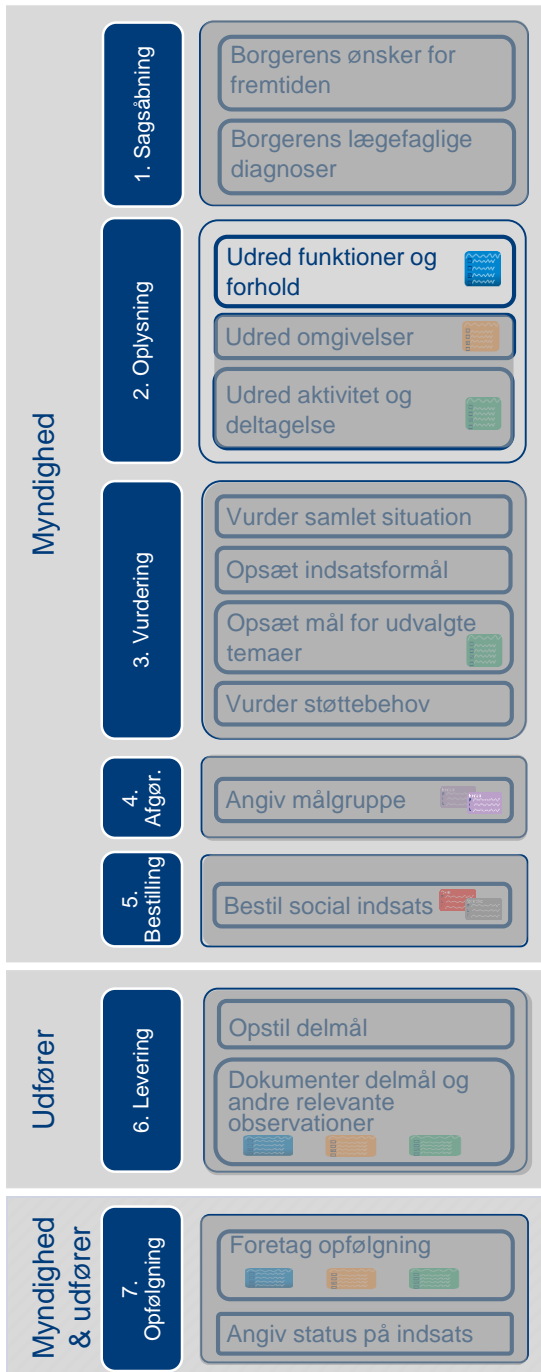 Myndighed
1. Sagsåbning
Borgerens ønsker for
fremtiden
Borgerens lægefaglige
diagnoser
2. Oplysning
Udred funktioner og
forhold
Udred omgivelser
Udred aktivitet og
deltagelse
3. Vurdering
Vurder samlet situation
Opsæt indsatsformål
Opsæt mål for udvalgte
temaer
Vurder støttebehov
4.
Afgør.
Angiv målgruppe
5.
Bestilling
Bestil social indsats
Udfører
6. Levering
Opstil delmål
Dokumenter delmål og
andre relevante
observationer
Myndighed
& udfører
7.
Opfølgning
Foretag opfølgning
Angiv status på indsats